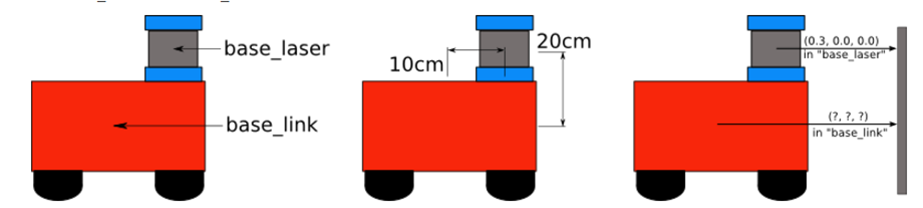 base_laser
base_link
10cm
20cm
(0.3, 0.0, 0.0)
in "base_laser"
(?, ?, ?)
in "base_link"